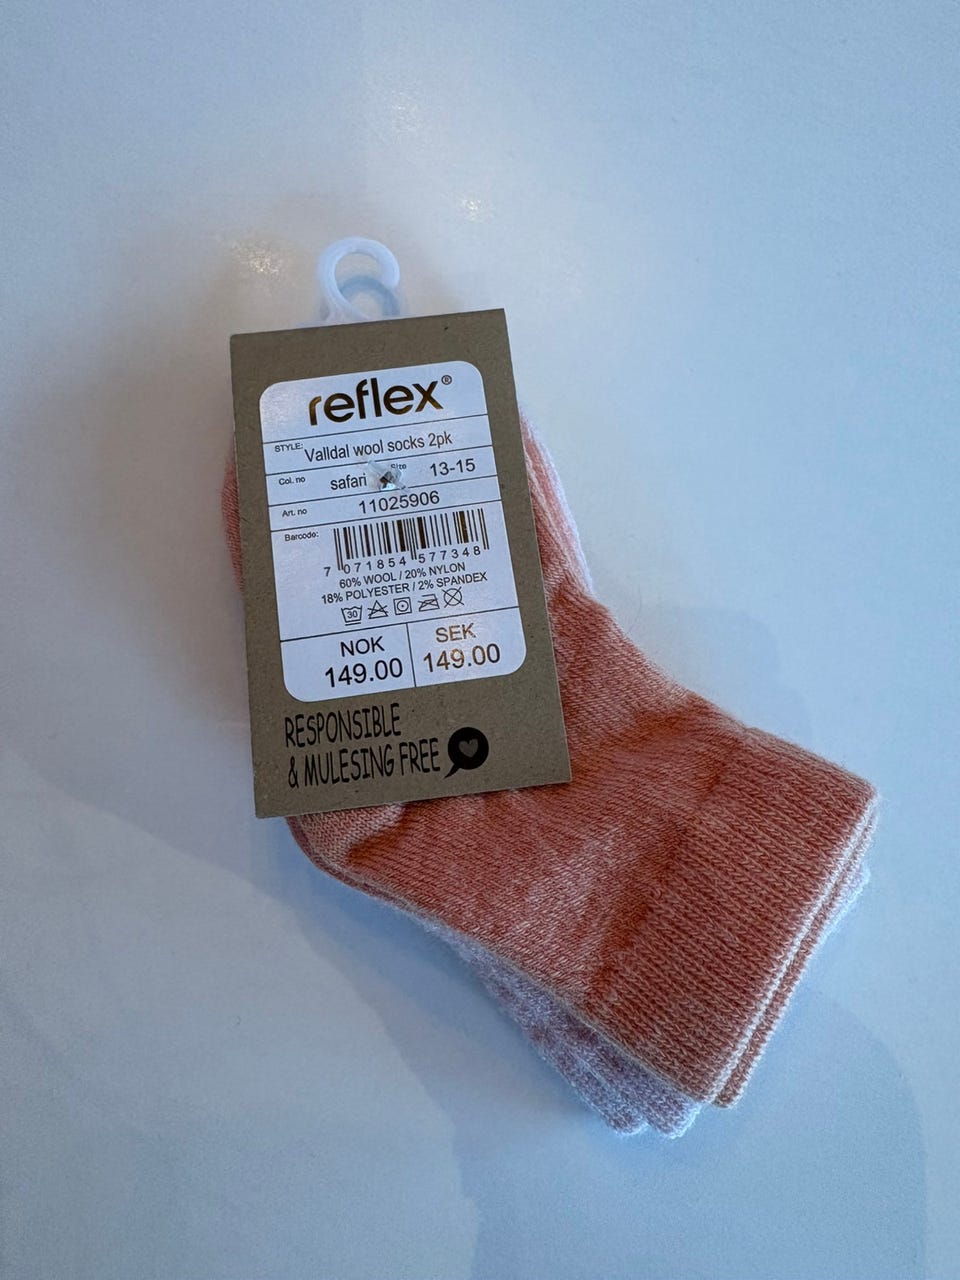 reflex®
STYLE: Valldal wool socks 2pk
Col. no safari Size 13-15
Art. no 11025906
Barcode:
7 071854 577348
60% WOOL / 20% NYLON
18% POLYESTER / 2% SPANDEX
30
NOK SEK
149.00 149.00
RESPONSIBLE
& MULESING FREE